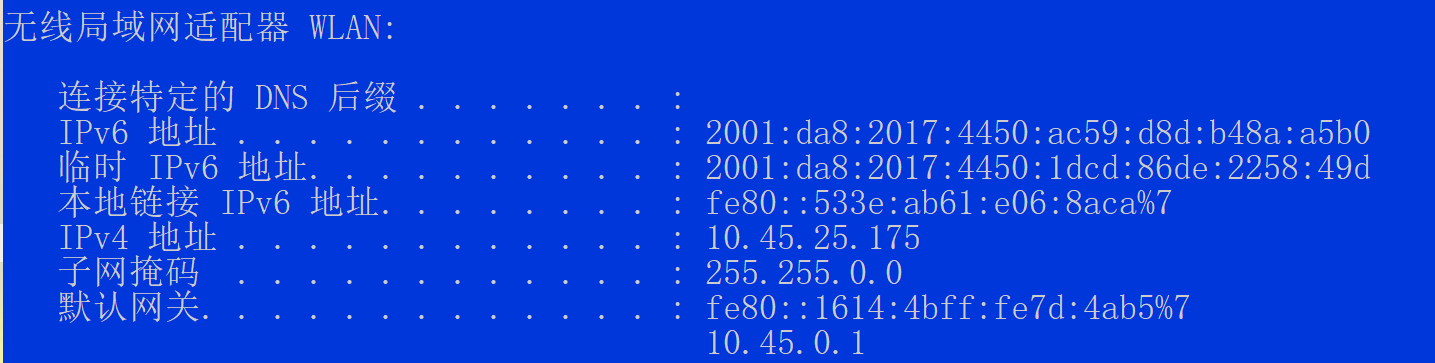 无线局域网适配器 WLAN:
连接特定的 DNS 后缀 . . . . . . . :
IPv6 地址 . . . . . . . . . . . . : 2001:da8:2017:4450:ac59:d8d:b48a:a5b0
临时 IPv6 地址. . . . . . . . . . : 2001:da8:2017:4450:1dcd:86de:2258:49d
本地链接 IPv6 地址. . . . . . . . : fe80::533e:ab61:e06:8aca%7
IPv4 地址 . . . . . . . . . . . . : 10.45.25.175
子网掩码  . . . . . . . . . . . . : 255.255.0.0
默认网关. . . . . . . . . . . . . : fe80::1614:4bff:fe7d:4ab5%7
10.45.0.1